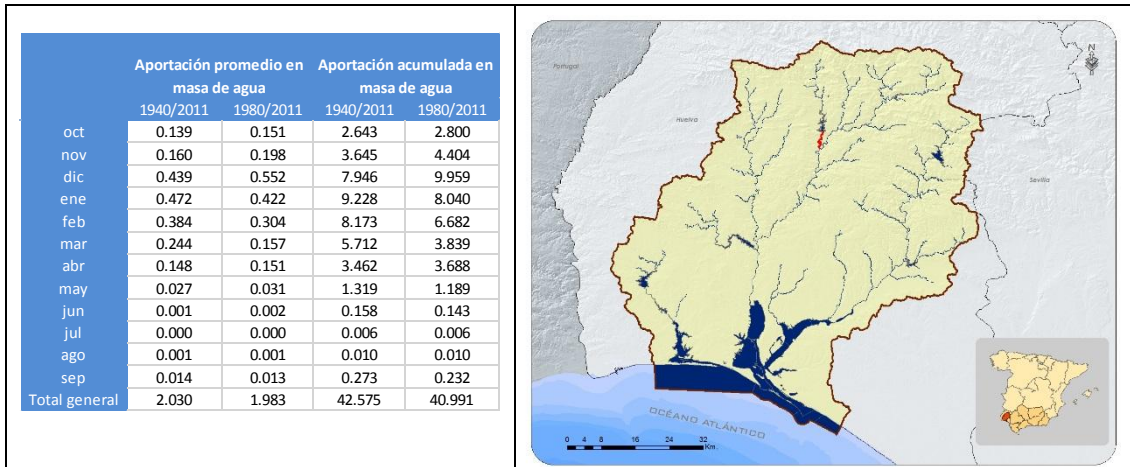 Aportación promedio en masa de agua Aportación acumulada en masa de agua
1940/2011 1980/2011 1940/2011 1980/2011
oct 0.139 0.151 2.643 2.800
nov 0.160 0.198 3.645 4.404
dic 0.439 0.552 7.946 9.959
ene 0.472 0.422 9.228 8.040
feb 0.384 0.304 8.173 6.682
mar 0.244 0.157 5.712 3.839
abr 0.148 0.151 3.462 3.688
may 0.027 0.031 1.319 1.189
jun 0.001 0.002 0.158 0.143
jul 0.000 0.000 0.006 0.006
ago 0.001 0.001 0.010 0.010
sep 0.014 0.013 0.273 0.232
Total general 2.030 1.983 42.575 40.991
N
Portugal
Huelva
Sevilla
OCÉANO ATLÁNTICO
0 4 8 16 24 32
Km.